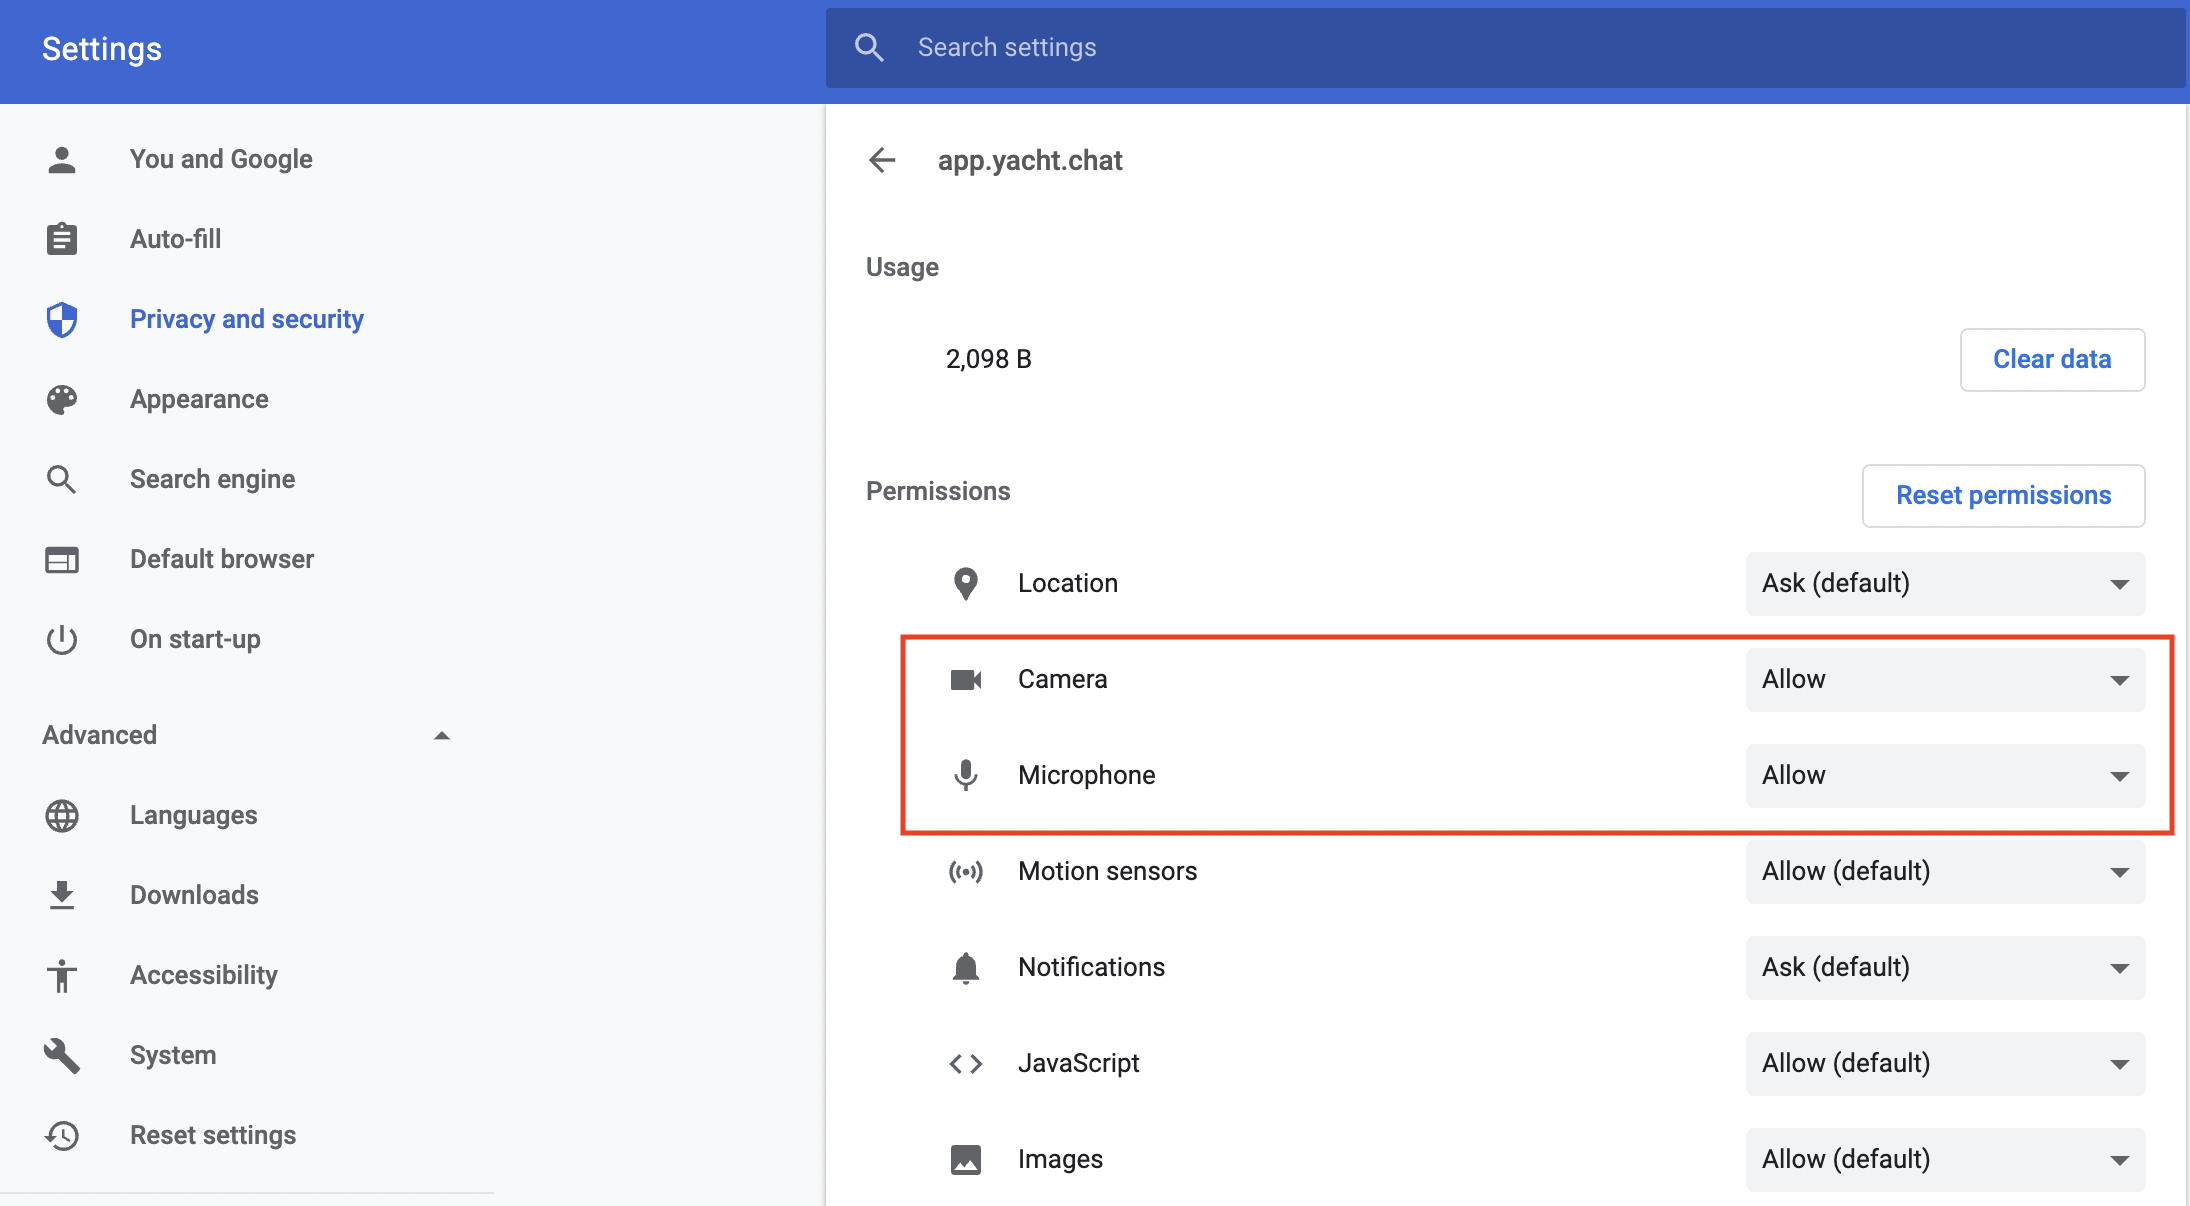 Settings
Search settings
You and Google
Auto-fill
Privacy and security
Appearance
Search engine
Default browser
On start-up
Advanced
Languages
Downloads
Accessibility
System
Reset settings
app.yacht.chat
Usage
2,098 B
Clear data
Permissions
Reset permissions
Location
Ask (default)
Camera
Allow
Microphone
Allow
Motion sensors
Allow (default)
Notifications
Ask (default)
JavaScript
Allow (default)
Images
Allow (default)